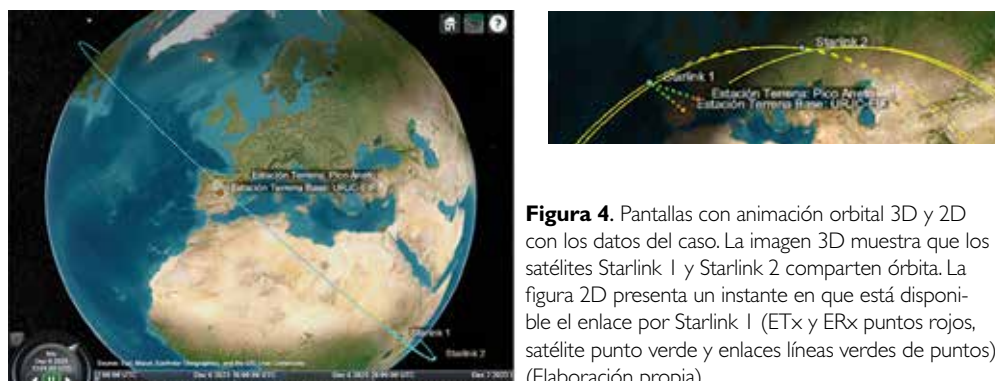 Starlink 2
Starlink 1
Estación Terrena: Pico
Estación Terrena Base: URJC-EIF
Estación Terrena: Pico
Estación Terrena Base: URJC-EIF
Starlink 1
Starlink 2
Figura 4. Pantallas con animación orbital 3D y 2D
con los datos del caso. La imagen 3D muestra que los
satélites Starlink 1 y Starlink 2 comparten órbita. La
figura 2D presenta un instante en que está disponi-
ble el enlace por Starlink 1 (ETx y ERx puntos rojos,
satélite punto verde y enlaces líneas verdes de puntos)
(Elaboración propia)